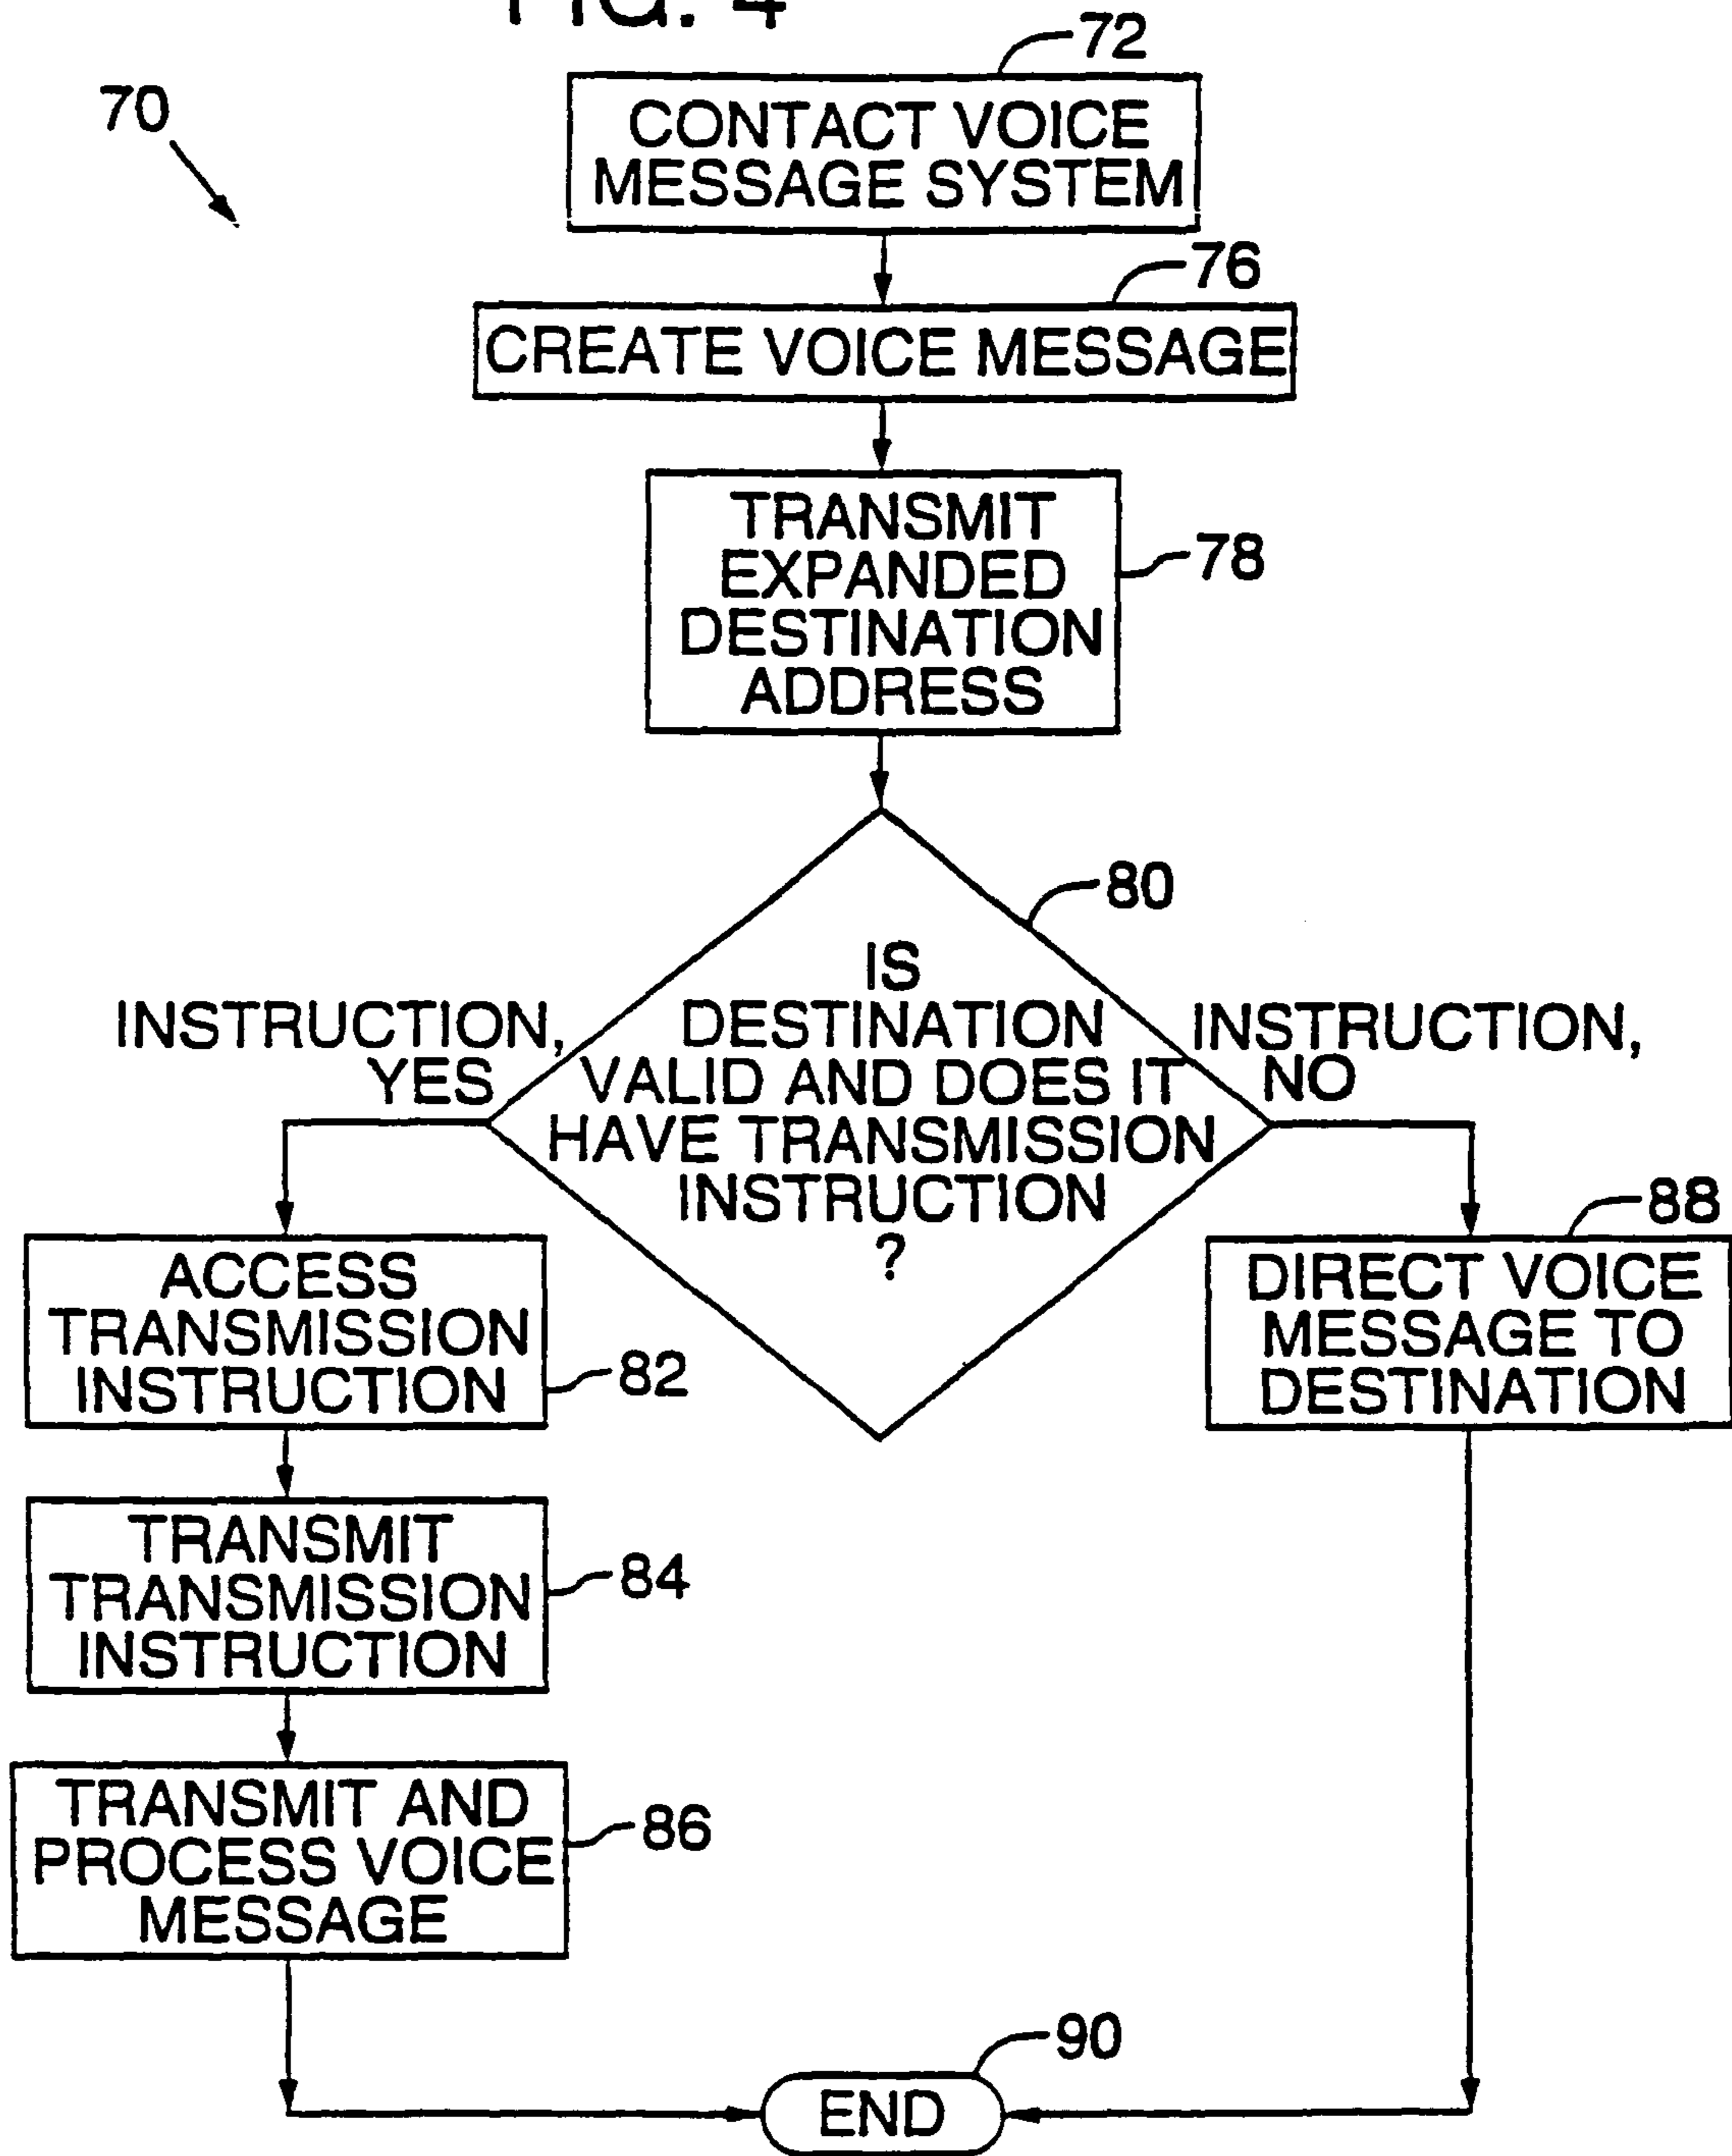 FIG. 4
70
72
CONTACT VOICE
MESSAGE SYSTEM
76
CREATE VOICE MESSAGE
TRANSMIT
EXPANDED
DESTINATION
ADDRESS
78
80
IS
DESTINATION
VALID AND DOES IT
HAVE TRANSMISSION
INSTRUCTION
?
INSTRUCTION,
YES
INSTRUCTION,
NO
ACCESS
TRANSMISSION
INSTRUCTION
82
88
DIRECT VOICE
MESSAGE TO
DESTINATION
TRANSMIT
TRANSMISSION
INSTRUCTION
84
TRANSMIT AND
PROCESS VOICE
MESSAGE
86
90
END